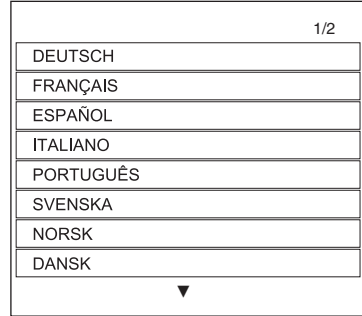 1/2
DEUTSCH
FRANÇAIS
ESPAÑOL
ITALIANO
PORTUGUÊS
SVENSKA
NORSK
DANSK
▼